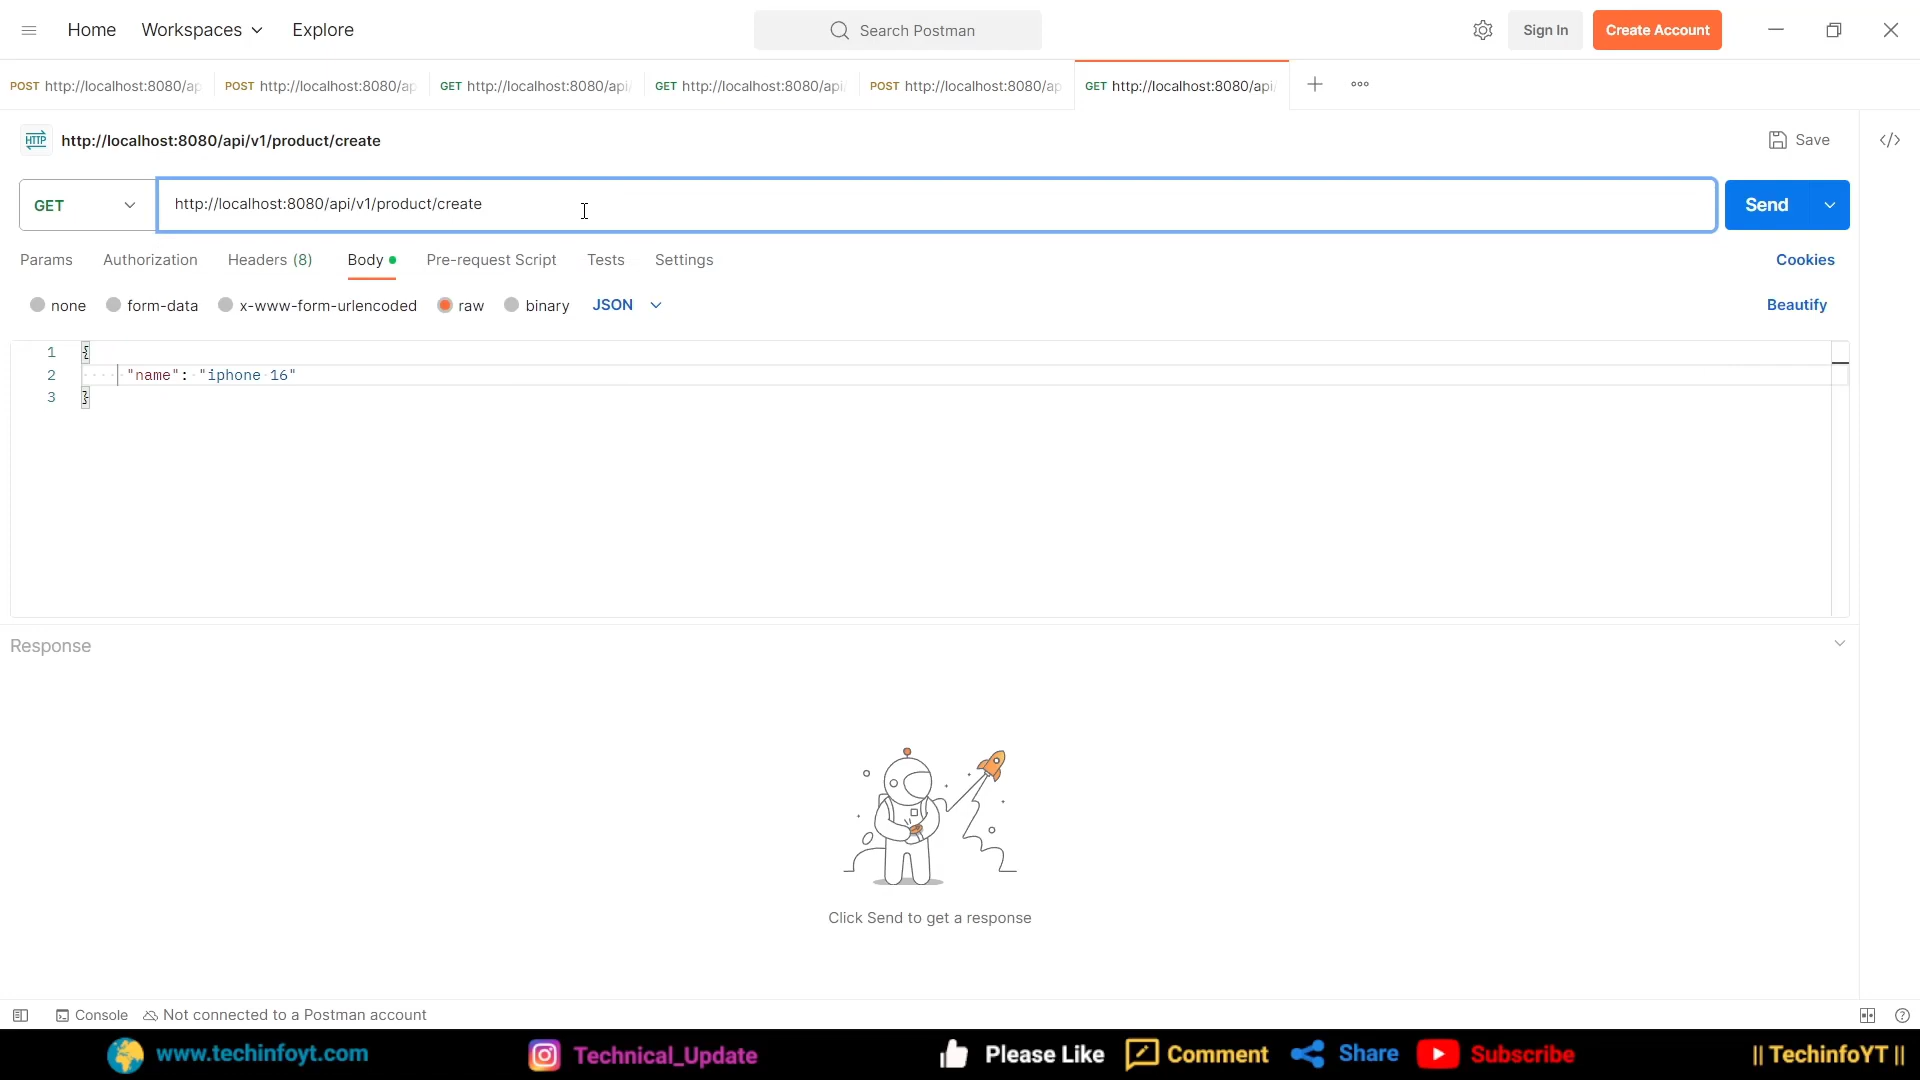 Home Workspaces Explore Search Postman Sign In Create Account
POST http://localhost:8080/ap POST http://localhost:8080/ap GET http://localhost:8080/api/ GET http://localhost:8080/api/ POST http://localhost:8080/ap GET http://localhost:8080/api/
HTTP http://localhost:8080/api/v1/product/create Save </>
GET http://localhost:8080/api/v1/product/create Send
Params Authorization Headers (8) Body Pre-request Script Tests Settings Cookies
none form-data x-www-form-urlencoded raw binary JSON Beautify
1 {
2 "name": "iphone 16"
3 }
Response
Click Send to get a response
Console Not connected to a Postman account
www.techinfoyt.com Technical_Update Please Like Comment Share Subscribe || TechinfoYT ||